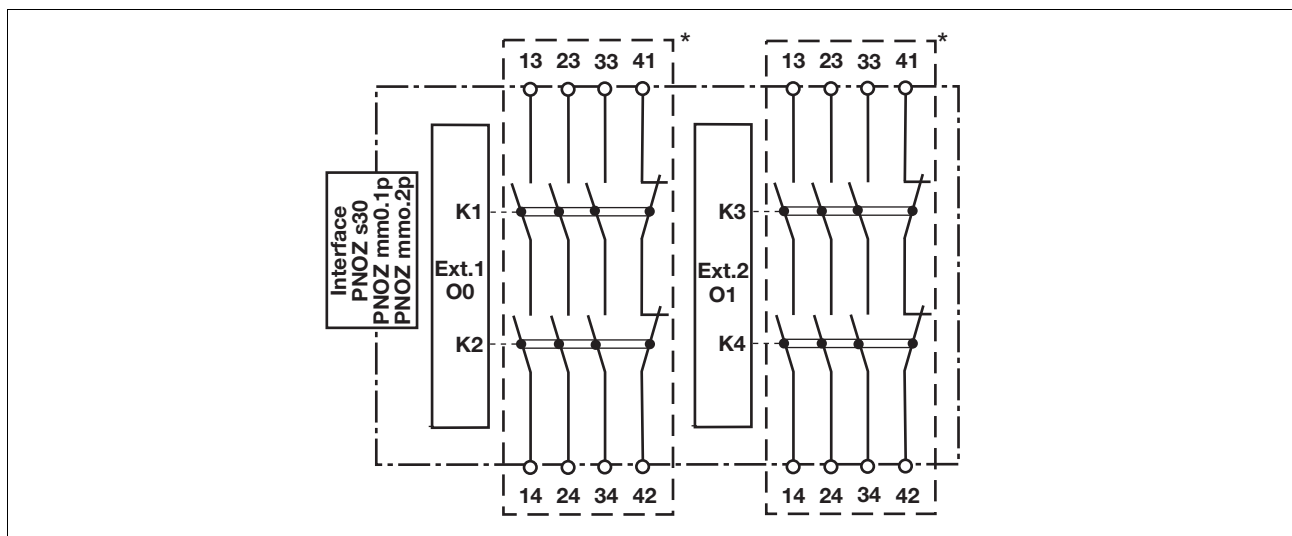 *
*
13 23 33 41
13 23 33 41
Interface
PNOZ s30
PNOZ mm0.1p
PNOZ mmo.2p
K1
Ext.1
O0
K2
K3
Ext.2
O1
K4
14 24 34 42
14 24 34 42